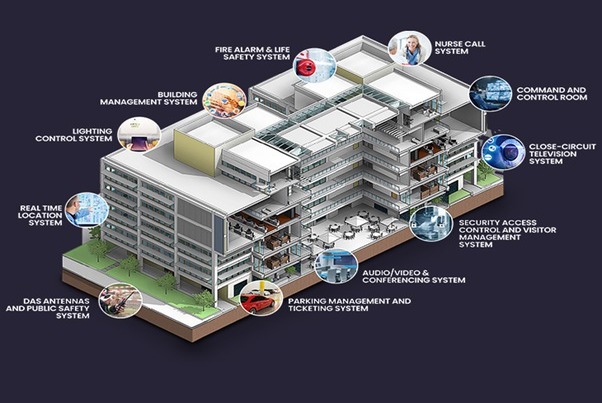 FIRE ALARM & LIFE
SAFETY SYSTEM
NURSE CALL
SYSTEM
BUILDING
MANAGEMENT SYSTEM
COMMAND AND
CONTROL ROOM
LIGHTING
CONTROL SYSTEM
CLOSE-CIRCUIT
TELEVISION
SYSTEM
REAL TIME
LOCATION
SYSTEM
SECURITY ACCESS
CONTROL AND VISITOR
MANAGEMENT
SYSTEM
AUDIO/VIDEO &
CONFERENCING SYSTEM
DAS ANTENNAS
AND PUBLIC SAFETY
SYSTEM
PARKING MANAGEMENT AND
TICKETING SYSTEM